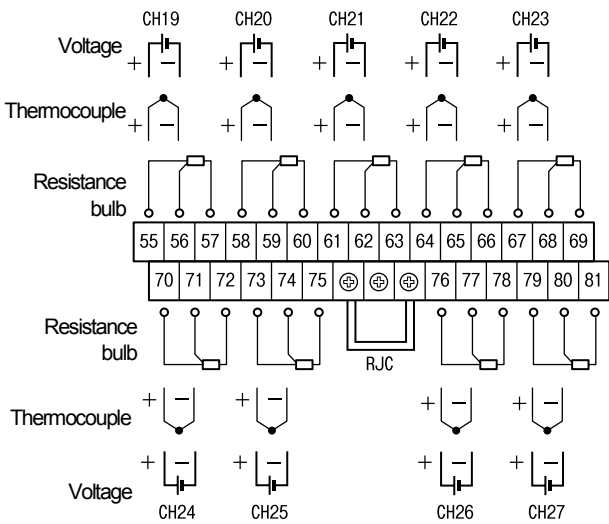 CH19 CH20 CH21 CH22 CH23
Voltage
+ − + − + − + − + −
Thermocouple
+ − + − + − + − + −
Resistance
bulb
55 56 57 58 59 60 61 62 63 64 65 66 67 68 69
70 71 72 73 74 75 76 77 78 79 80 81
Resistance
bulb
RJC
Thermocouple
+ − + − + − + −
+ − + − + − + −
Voltage
CH24 CH25 CH26 CH27